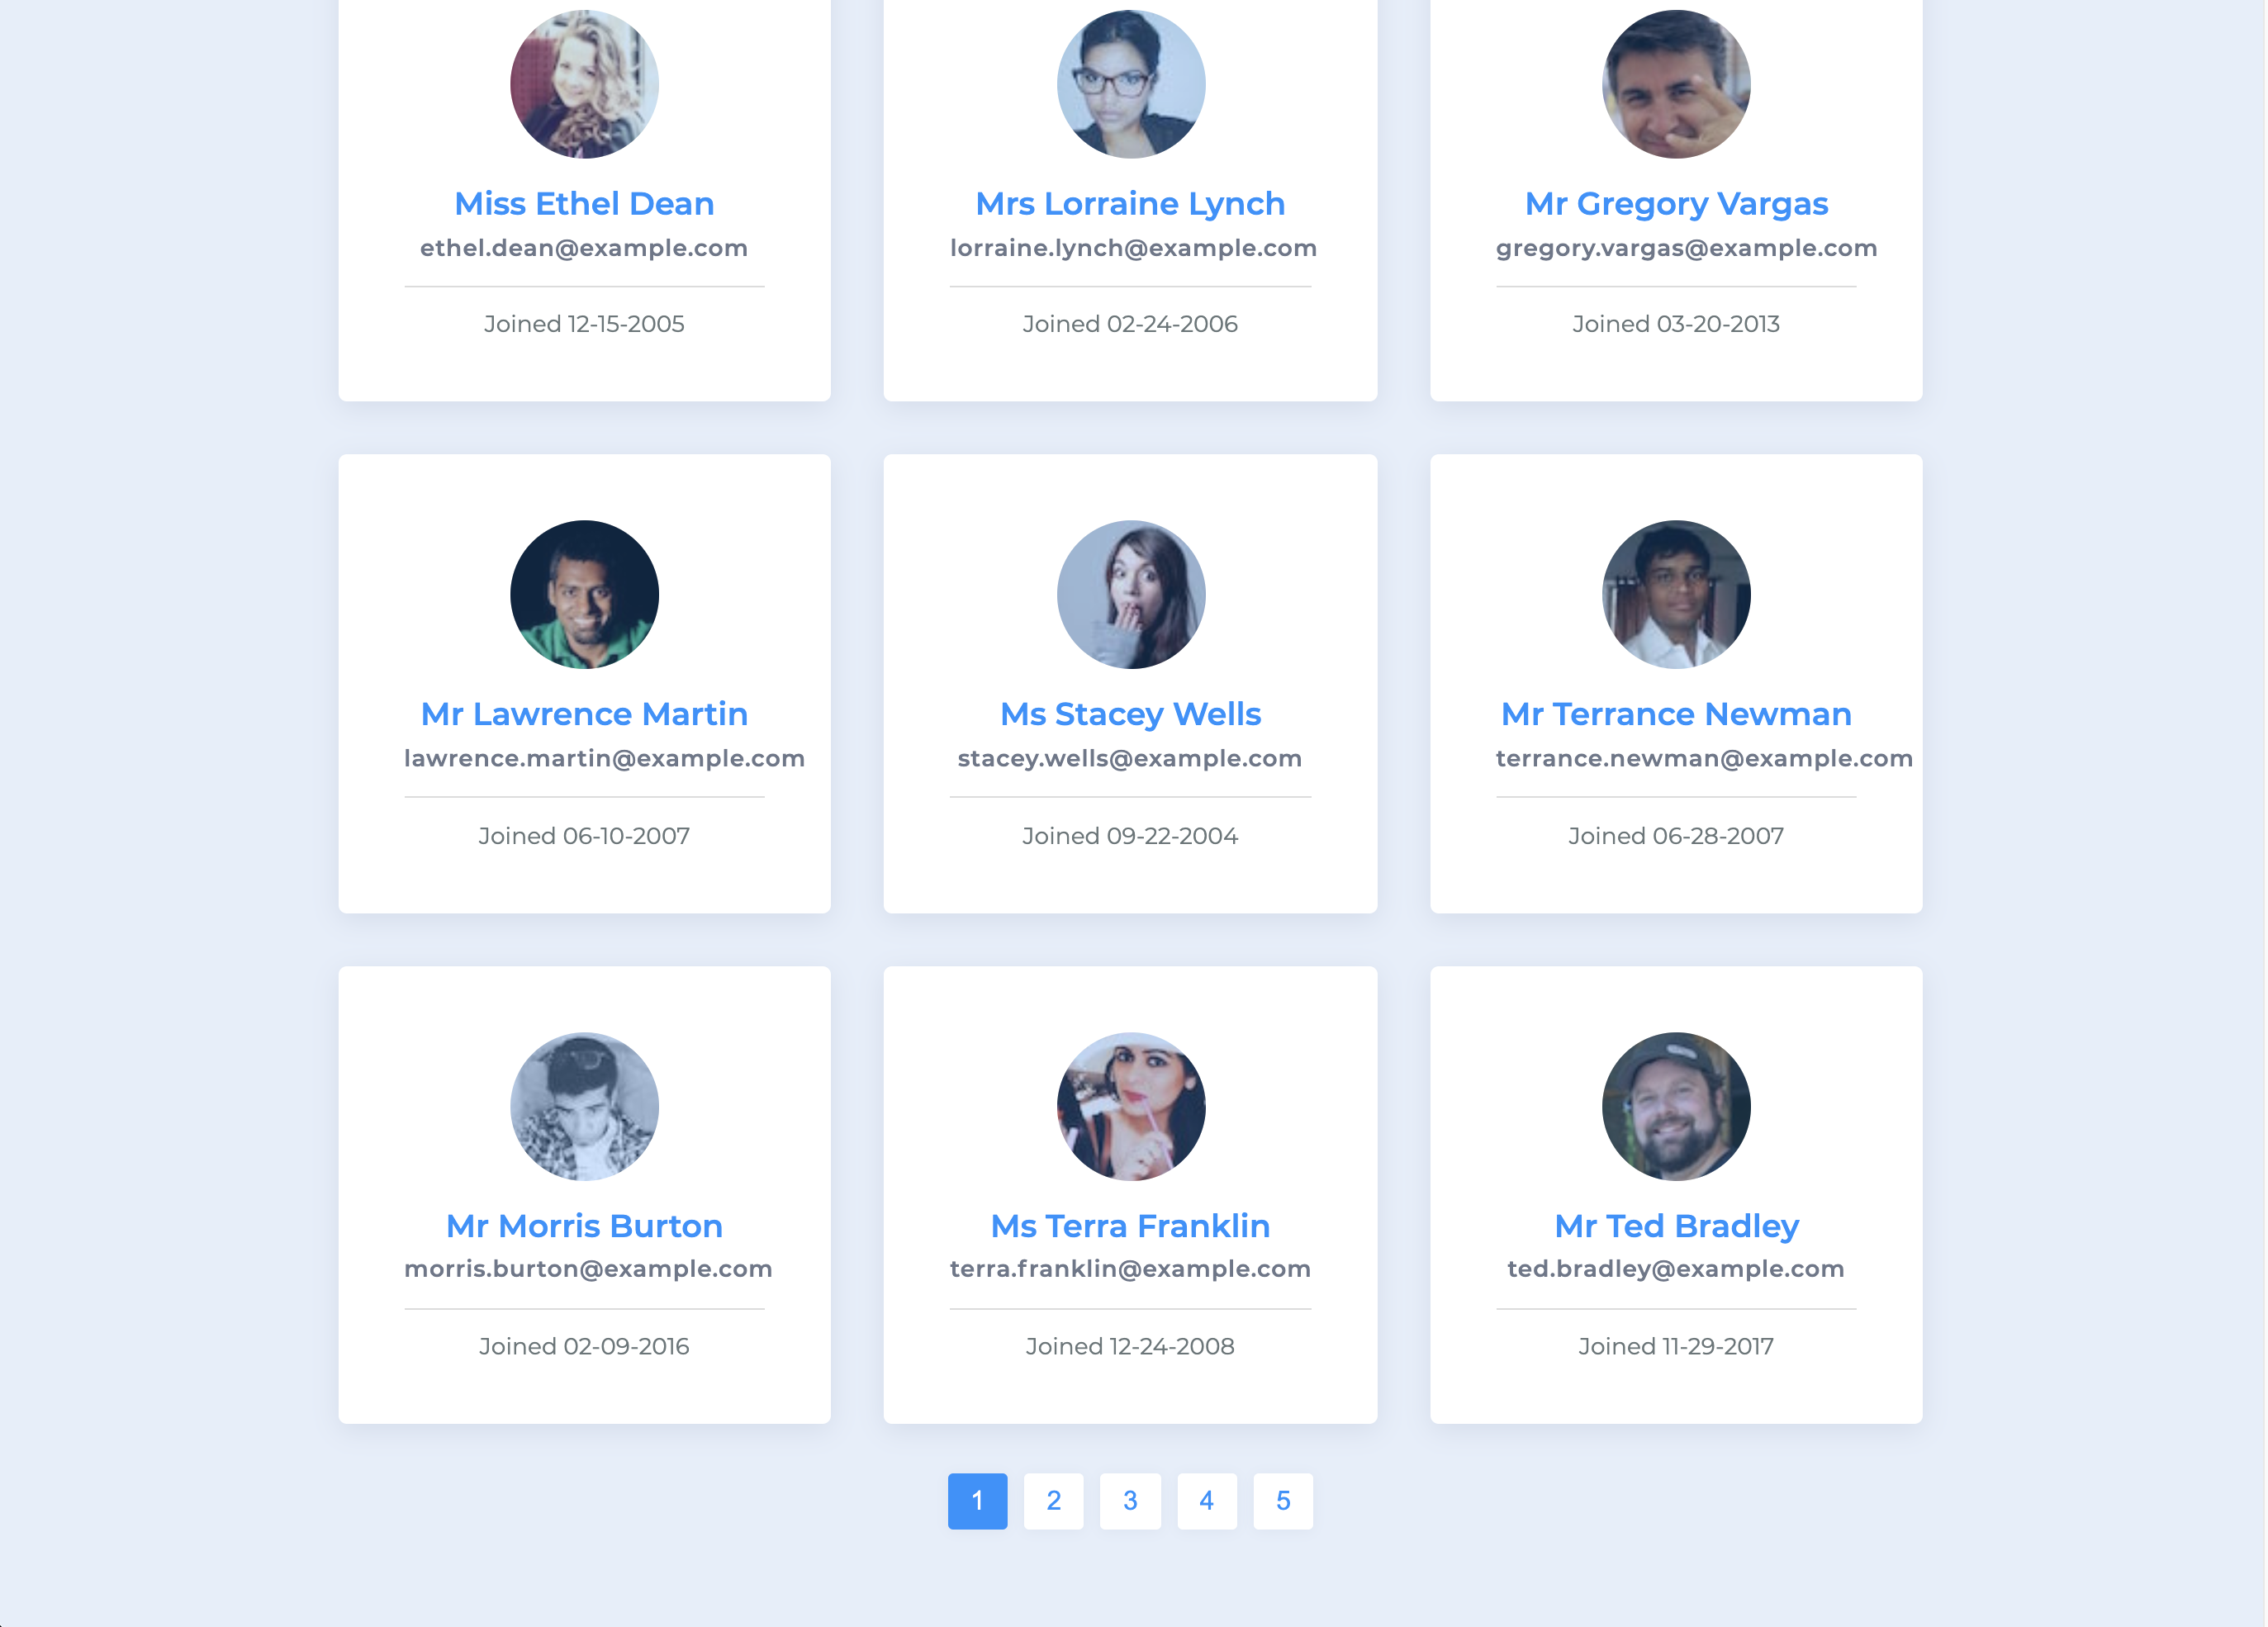 Miss Ethel Dean
ethel.dean@example.com
Joined 12-15-2005
Mrs Lorraine Lynch
lorraine.lynch@example.com
Joined 02-24-2006
Mr Gregory Vargas
gregory.vargas@example.com
Joined 03-20-2013
Mr Lawrence Martin
lawrence.martin@example.com
Joined 06-10-2007
Ms Stacey Wells
stacey.wells@example.com
Joined 09-22-2004
Mr Terrance Newman
terrance.newman@example.com
Joined 06-28-2007
Mr Morris Burton
morris.burton@example.com
Joined 02-09-2016
Ms Terra Franklin
terra.franklin@example.com
Joined 12-24-2008
Mr Ted Bradley
ted.bradley@example.com
Joined 11-29-2017
1 2 3 4 5